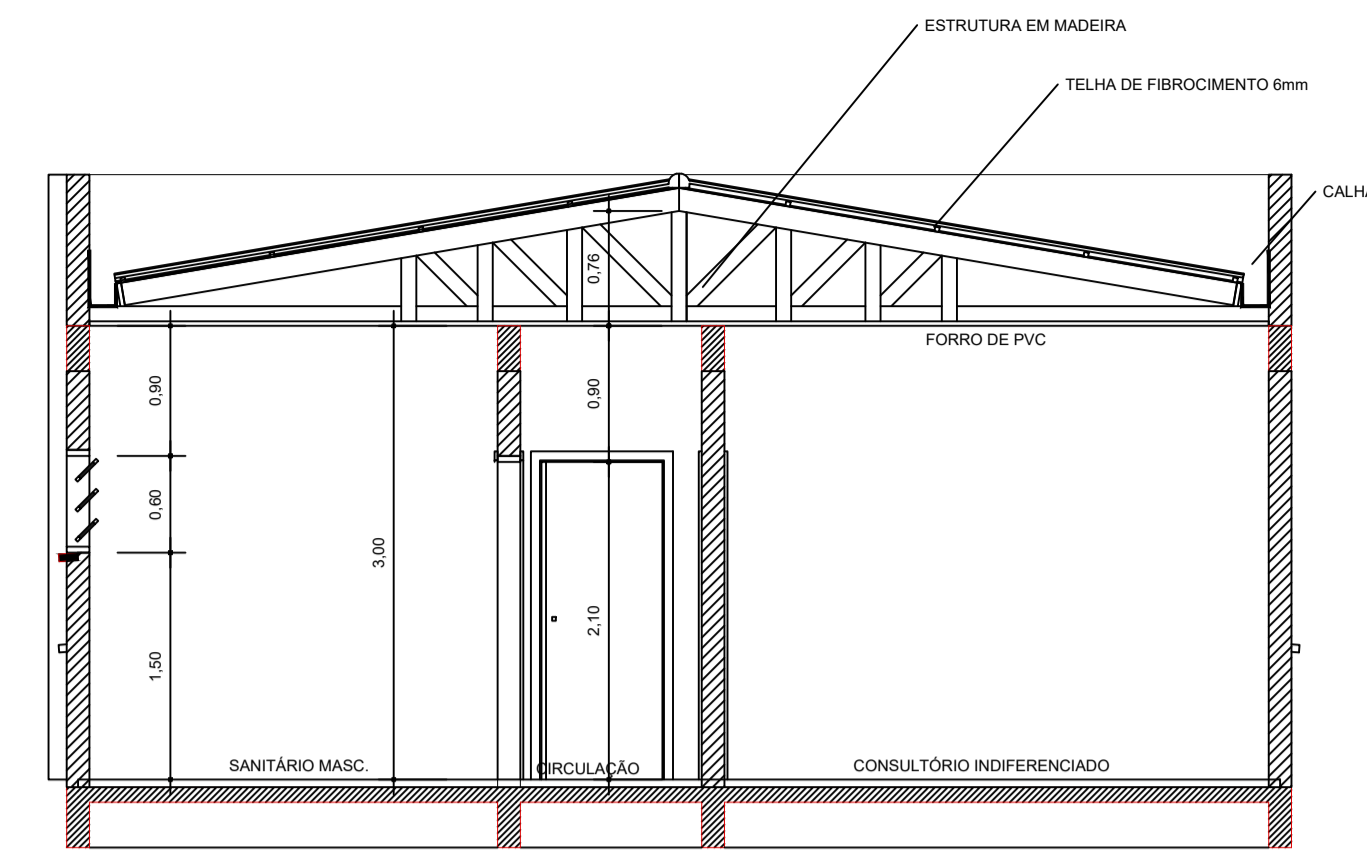 ESTRUTURA EM MADEIRA
TELHA DE FIBROCIMENTO 6mm
CALHA
0,76
FORRO DE PVC
0,90
0,90
0,60
3,00
2,10
1,50
SANITÁRIO MASC.
CIRCULAÇÃO
CONSULTÓRIO INDIFERENCIADO